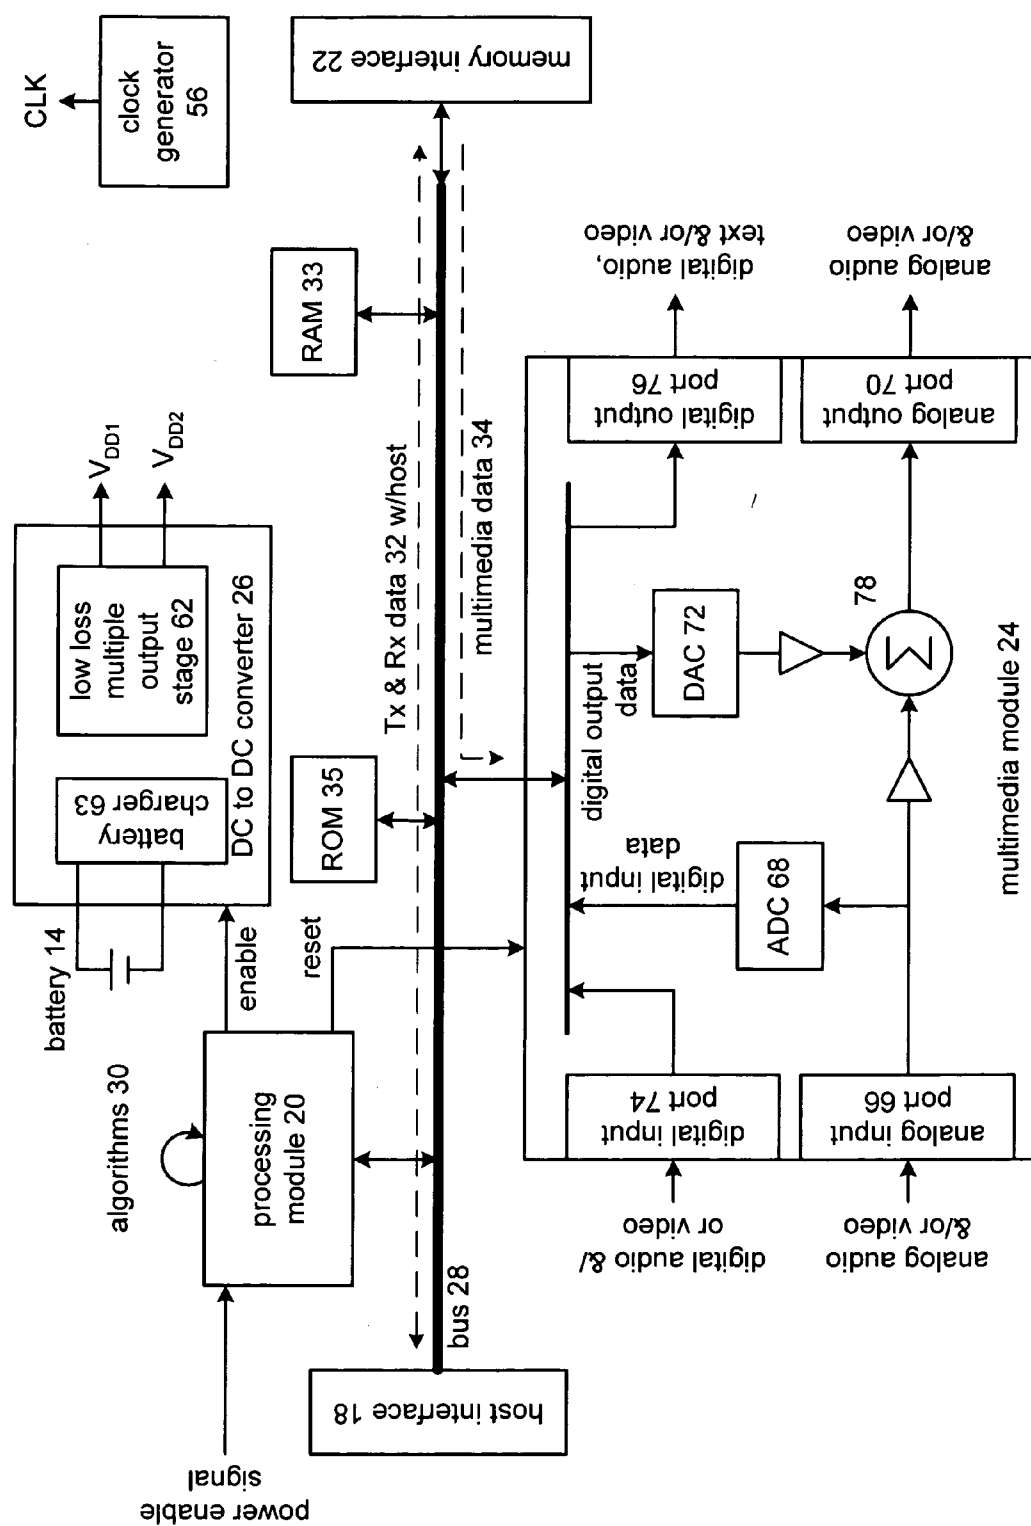 power enable
signal
algorithms 30
processing
module 20
enable
reset
battery 14
battery
charger 63
low loss
multiple
output
stage 62
DC to DC converter 26
V_DD1
V_DD2
CLK
clock
generator
56
host interface 18
bus 28
ROM 35
Tx & Rx data 32 w/host
multimedia data 34
RAM 33
memory interface 22
digital audio &/
or video
digital input
port 74
analog audio
&/or video
analog input
port 66
digital input
data
ADC 68
digital output
data
DAC 72
Σ
78
digital output
port 76
digital audio,
text &/or video
analog output
port 70
analog audio
&/or video
multimedia module 24